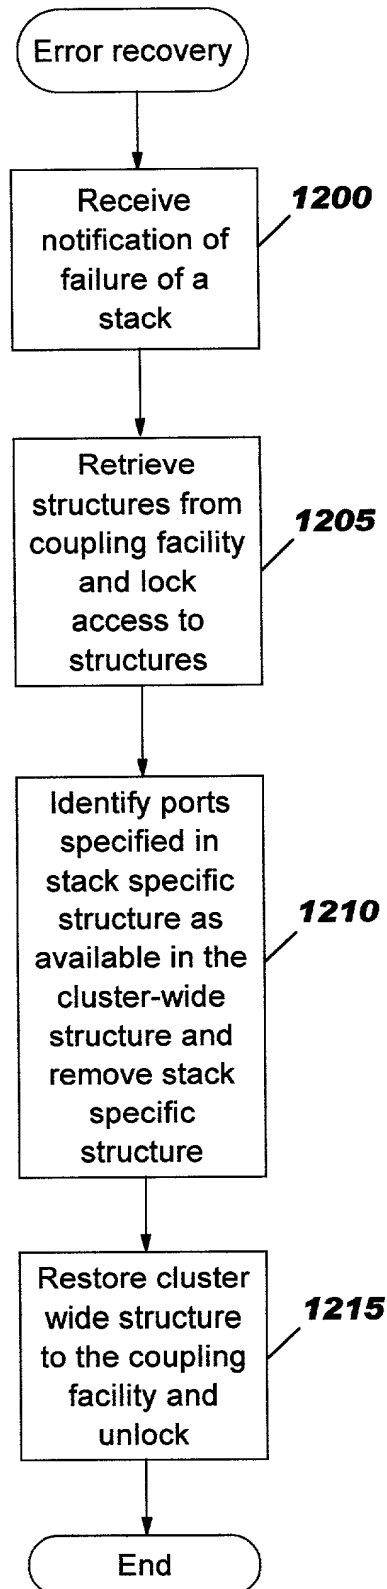 Error recovery
Receive
notification of
failure of a
stack
1200
Retrieve
structures from
coupling facility
and lock
access to
structures
1205
Identify ports
specified in
stack specific
structure as
available in the
cluster-wide
structure and
remove stack
specific
structure
1210
Restore cluster
wide structure
to the coupling
facility and
unlock
1215
End